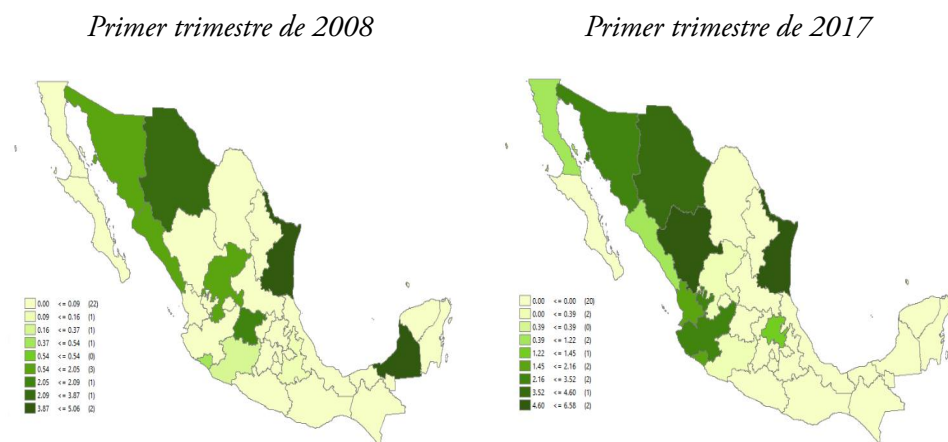 Primer trimestre de 2008
Primer trimestre de 2017
0.00 <= 0.09 (22)
0.09 <= 0.16 (1)
0.16 <= 0.37 (1)
0.37 <= 0.54 (1)
0.54 <= 0.54 (0)
0.54 <= 2.05 (3)
2.05 <= 2.09 (1)
2.09 <= 3.87 (1)
3.87 <= 5.06 (2)
0.00 <= 0.00 (20)
0.00 <= 0.39 (2)
0.39 <= 0.39 (0)
0.39 <= 1.22 (2)
1.22 <= 1.45 (1)
1.45 <= 2.16 (2)
2.16 <= 3.52 (2)
3.52 <= 4.60 (1)
4.60 <= 6.58 (2)